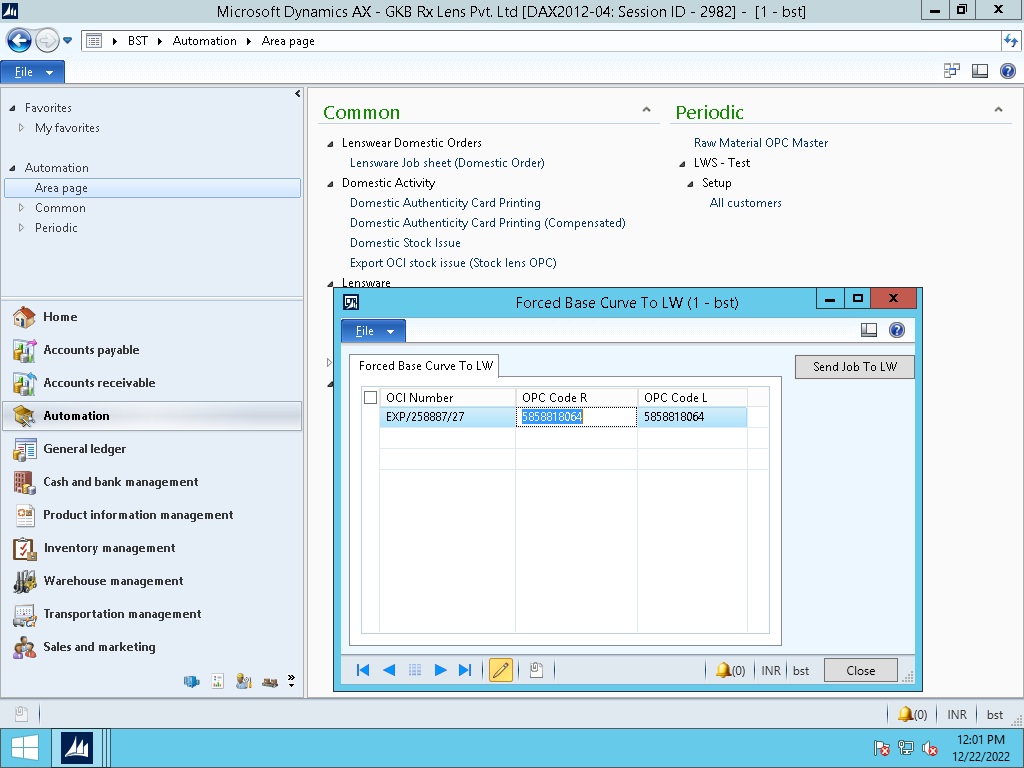 Microsoft Dynamics AX - GKB Rx Lens Pvt. Ltd [DAX2012-04: Session ID - 2982] - [1 - bst]
BST Automation Area page
File
Favorites
My favorites
Automation
Area page
Common
Periodic
Home
Accounts payable
Accounts receivable
Automation
General ledger
Cash and bank management
Product information management
Inventory management
Warehouse management
Transportation management
Sales and marketing
Common
Lenswear Domestic Orders
Lensware Job sheet (Domestic Order)
Domestic Activity
Domestic Authenticity Card Printing
Domestic Authenticity Card Printing (Compensated)
Domestic Stock Issue
Export OCI stock issue (Stock lens OPC)
Lensware
Periodic
Raw Material OPC Master
LWS - Test
Setup
All customers
Forced Base Curve To LW (1 - bst)
File
Forced Base Curve To LW
Send Job To LW
OCI Number OPC Code R OPC Code L
EXP/258887/27 5858818064 5858818064
(0) INR bst Close
(0) INR bst
12:01 PM
12/22/2022